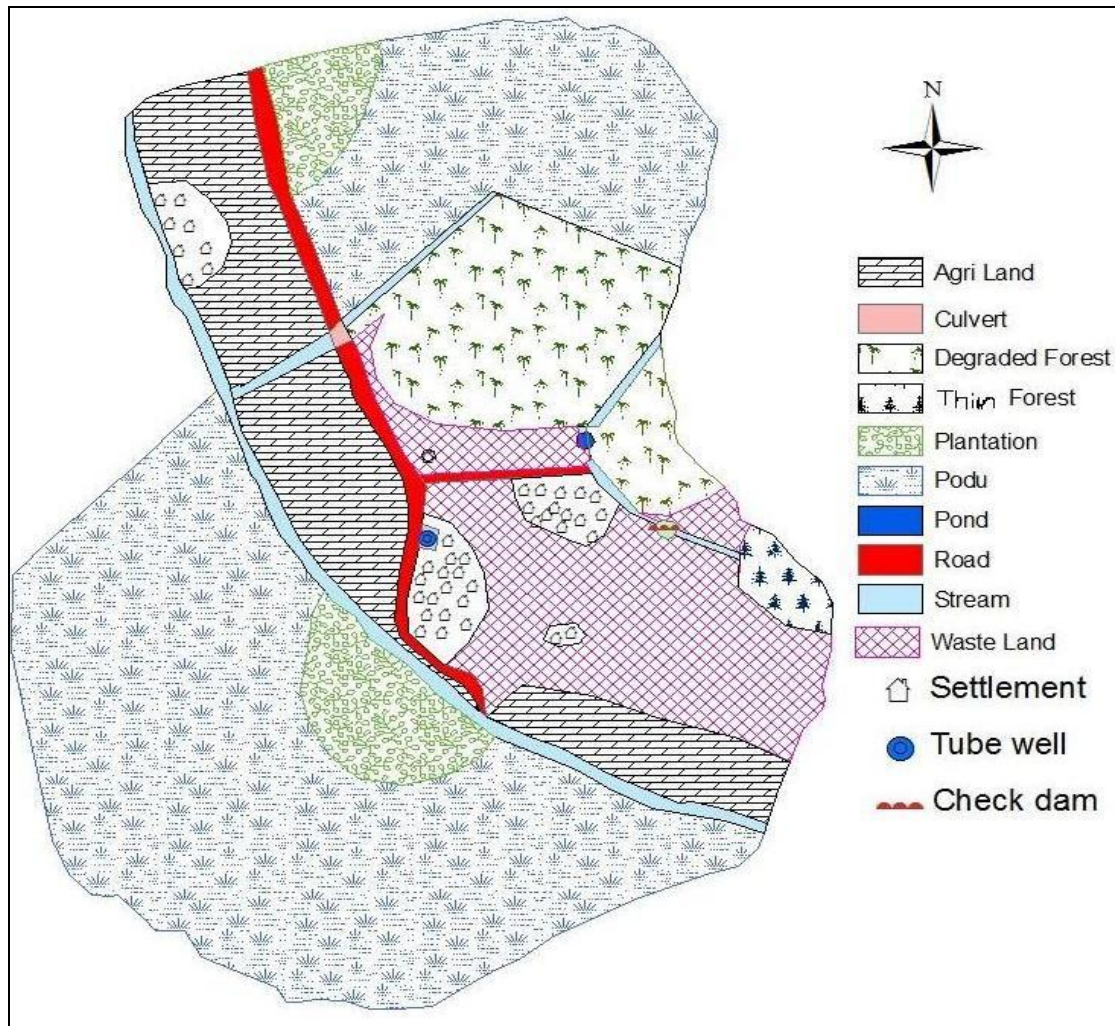 N
Agri Land
Culvert
Degraded Forest
Thin Forest
Plantation
Podu
Pond
Road
Stream
Waste Land
Settlement
Tube well
Check dam